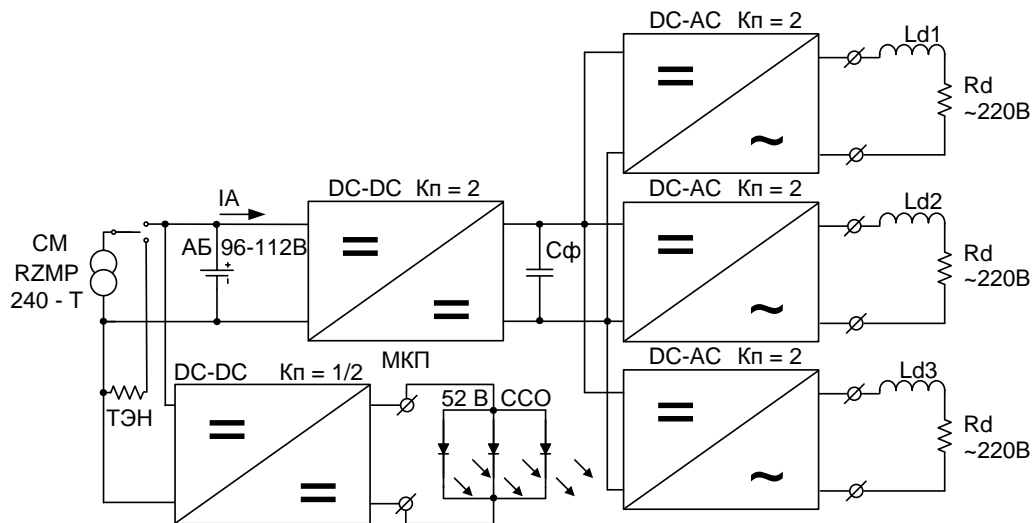 DC-AC Кп = 2
Ld1
Rd
~220В
DC-DC Кп = 2
DC-AC Кп = 2
Ld2
IA
СМ
RZMP
240 - Т
АБ 96-112В
Сф
Rd
~220В
МКП
DC-AC Кп = 2
DC-DC Кп = 1/2
Ld3
ТЭН
52 В ССО
Rd
~220В